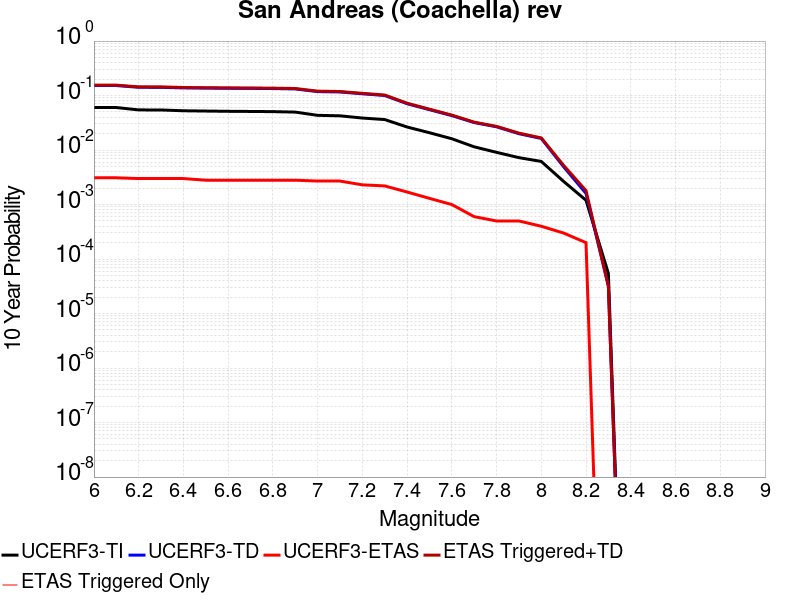 San Andreas (Coachella) rev
10 0
10 -1
10 -2
10 -3
10 -4
10 -5
10 -6
10 -7
10 -8
10 Year Probability
6 6.2 6.4 6.6 6.8 7 7.2 7.4 7.6 7.8 8 8.2 8.4 8.6 8.8 9
Magnitude
UCERF3-TI UCERF3-TD UCERF3-ETAS ETAS Triggered+TD
ETAS Triggered Only